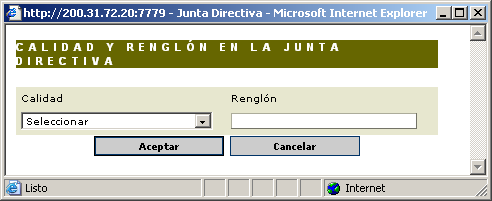 http://200.31.72.20:7779 - Junta Directiva - Microsoft Internet Explorer
CALIDAD Y RENGLÓN EN LA JUNTA
DIRECTIVA
Calidad Renglón
Seleccionar
Aceptar Cancelar
Listo Internet